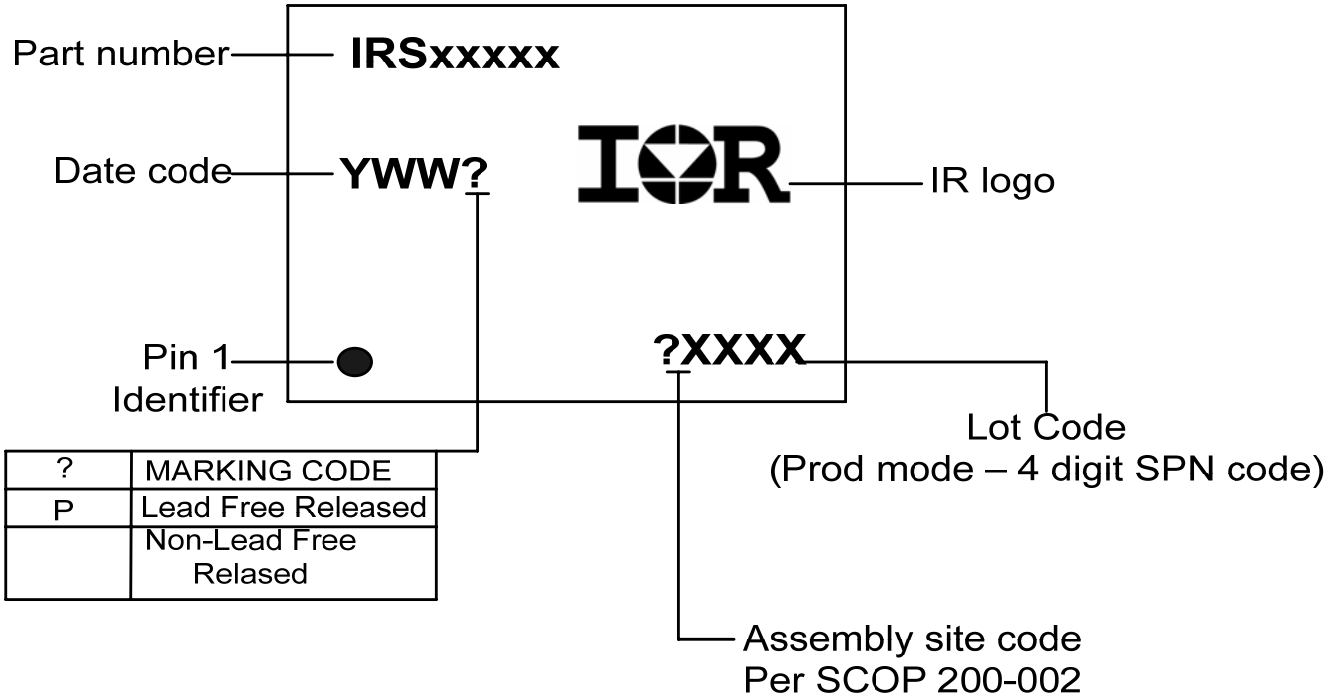 Part number
IRSxxxxx
Date code
YWW?
IOR
IR logo
Pin 1
Identifier
?XXXX
Lot Code
(Prod mode – 4 digit SPN code)
? MARKING CODE
P Lead Free Released
Non-Lead Free
Relased
Assembly site code
Per SCOP 200-002